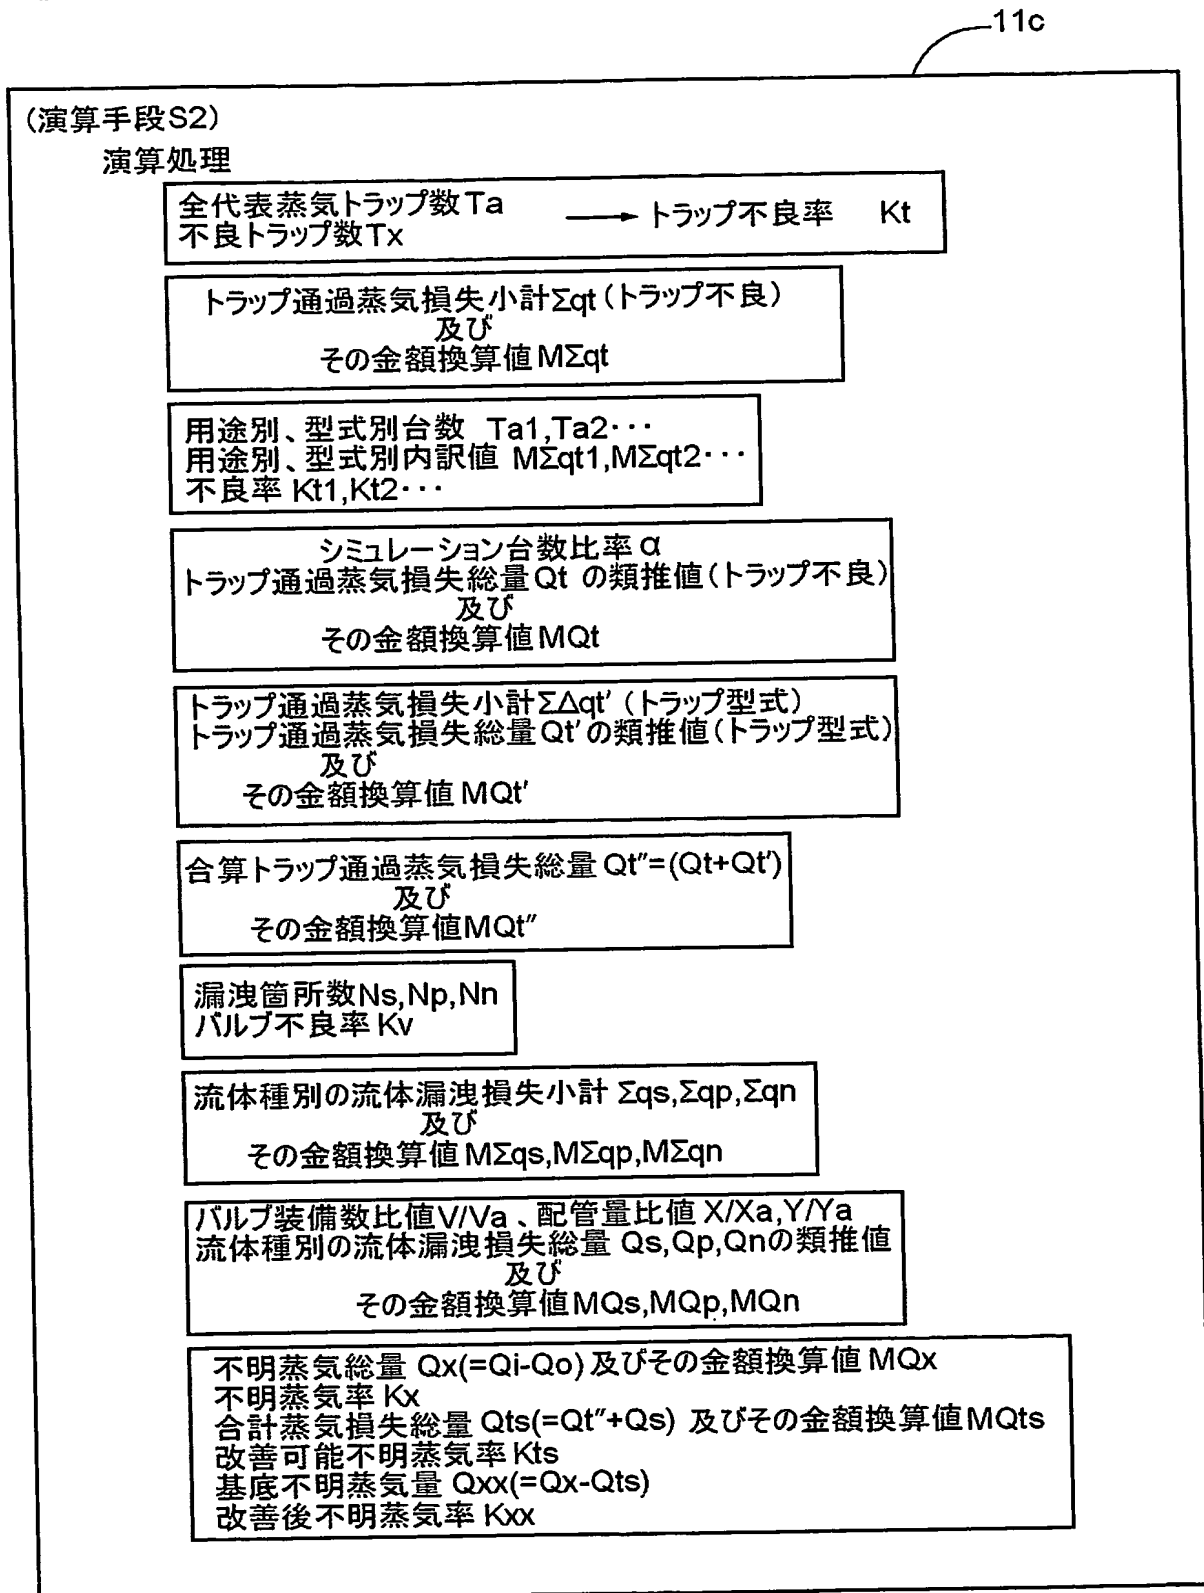 11c
(演算手段S2)
演算処理
全代表蒸気トラップ数Ta
不良トラップ数Tx
→ トラップ不良率 Kt
トラップ通過蒸気損失小計Σqt(トラップ不良)
及び
その金額換算値MΣqt
用途別、型式別台数 Ta1,Ta2・・・
用途別、型式別内訳値 MΣqt1,MΣqt2・・・
不良率Kt1,Kt2・・・
シミュレーション台数比率α
トラップ通過蒸気損失総量Qt の類推値(トラップ不良)
及び
その金額換算値MQt
トラップ通過蒸気損失小計ΣΔqt′(トラップ型式)
トラップ通過蒸気損失総量Qt′の類推値(トラップ型式)
及び
その金額換算値MQt′
合算トラップ通過蒸気損失総量Qt″=(Qt+Qt′)
及び
その金額換算値MQt″
漏洩箇所数Ns,Np,Nn
バルブ不良率Kv
流体種別の流体漏洩損失小計 Σqs,Σqp,Σqn
及び
その金額換算値MΣqs,MΣqp,MΣqn
バルブ装備数比値V/Va、配管量比値X/Xa,Y/Ya
流体種別の流体漏洩損失総量 Qs,Qp,Qnの類推値
及び
その金額換算値MQs,MQp,MQn
不明蒸気総量 Qx(=Qi-Qo)及びその金額換算値MQx
不明蒸気率Kx
合計蒸気損失総量 Qts(=Qt″+Qs) 及びその金額換算値MQts
改善可能不明蒸気率Kts
基底不明蒸気量 Qxx(=Qx-Qts)
改善後不明蒸気率Kxx